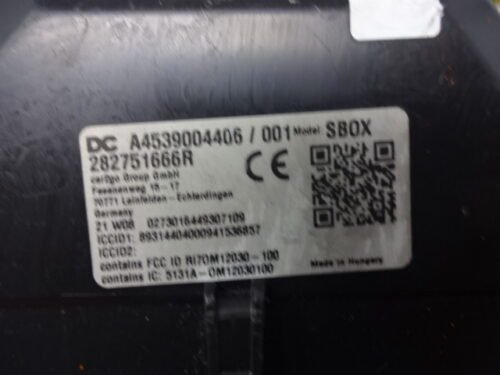 DC A4539004406 / 001 Model SBOX
282751666R
car2go Group GmbH
Fasanenweg 15 - 17
70771 Leinfelden - Echterdingen
Germany
21 W08 0273016449307109
ICCID1: 89314404000941536857
ICCID2:
contains FCC ID RI7OM12030-100
contains IC: 5131A-OM12030100
CE
Made in Hungary